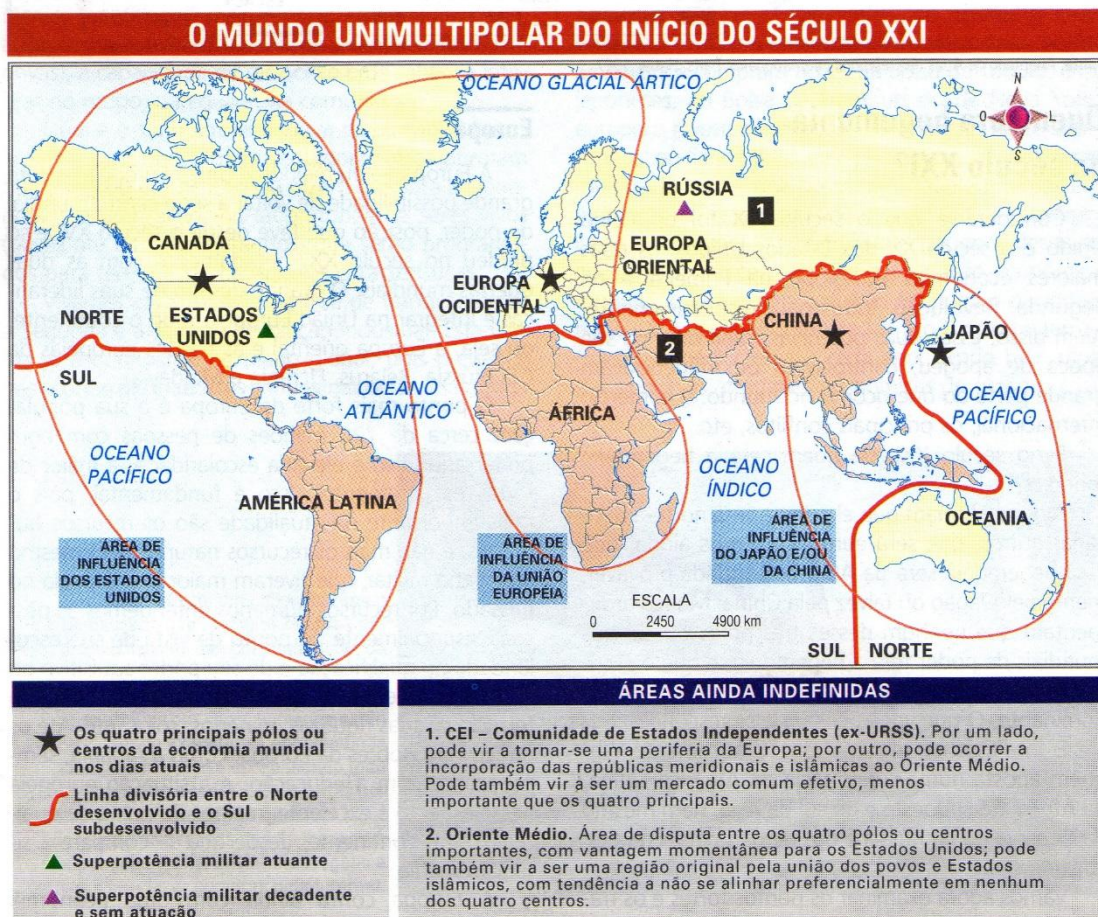 O MUNDO UNIMULTIPOLAR DO INÍCIO DO SÉCULO XXI
OCEANO GLACIAL ÁRTICO
N
O
S
RÚSSIA
1
CANADÁ
EUROPA
ORIENTAL
EUROPA
OCIDENTAL
ESTADOS
UNIDOS
NORTE
SUL
CHINA
JAPÃO
2
OCEANO
ATLÂNTICO
OCEANO
PACÍFICO
ÁFRICA
OCEANO
PACÍFICO
OCEANO
ÍNDICO
AMÉRICA LATINA
OCEANIA
ÁREA DE
INFLUÊNCIA
DOS ESTADOS
UNIDOS
ÁREA DE
INFLUÊNCIA
DA UNIÃO
EUROPÉIA
ÁREA DE
INFLUÊNCIA
DO JAPÃO E/OU
DA CHINA
ESCALA
0 2450 4900 km
SUL NORTE
Os quatro principais pólos ou
centros da economia mundial
nos dias atuais
Linha divisória entre o Norte
desenvolvido e o Sul
subdesenvolvido
Superpotência militar atuante
Superpotência militar decadente
e sem atuação
ÁREAS AINDA INDEFINIDAS
1. CEI – Comunidade de Estados Independentes (ex-URSS). Por um lado,
pode vir a tornar-se uma periferia da Europa; por outro, pode ocorrer a
incorporação das repúblicas meridionais e islâmicas ao Oriente Médio.
Pode também vir a ser um mercado comum efetivo, menos
importante que os quatro principais.
2. Oriente Médio. Área de disputa entre os quatro pólos ou centros
importantes, com vantagem momentânea para os Estados Unidos; pode
também vir a ser uma região original pela união dos povos e Estados
islâmicos, com tendência a não se alinhar preferencialmente em nenhum
dos quatro centros.